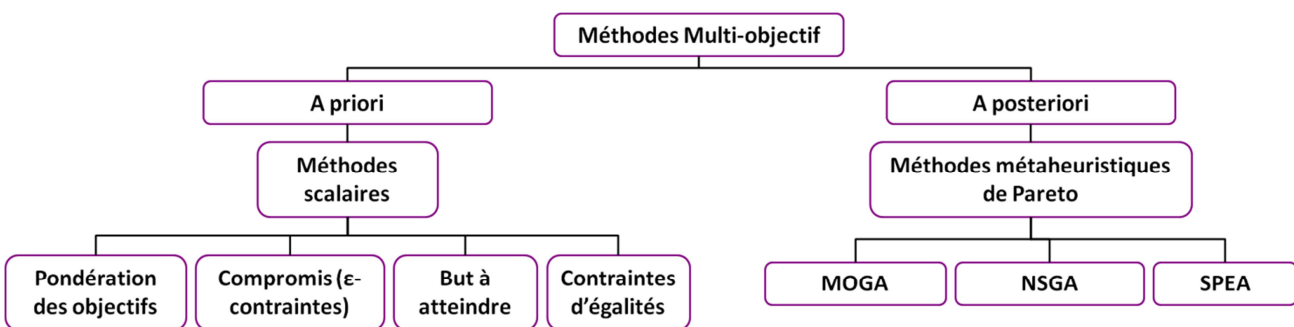 Méthodes Multi-objectif
A priori
A posteriori
Méthodes
scalaires
Méthodes métaheuristiques
de Pareto
Pondération
des objectifs
Compromis (ε-
contraintes)
But à
atteindre
Contraintes
d'égalités
MOGA
NSGA
SPEA